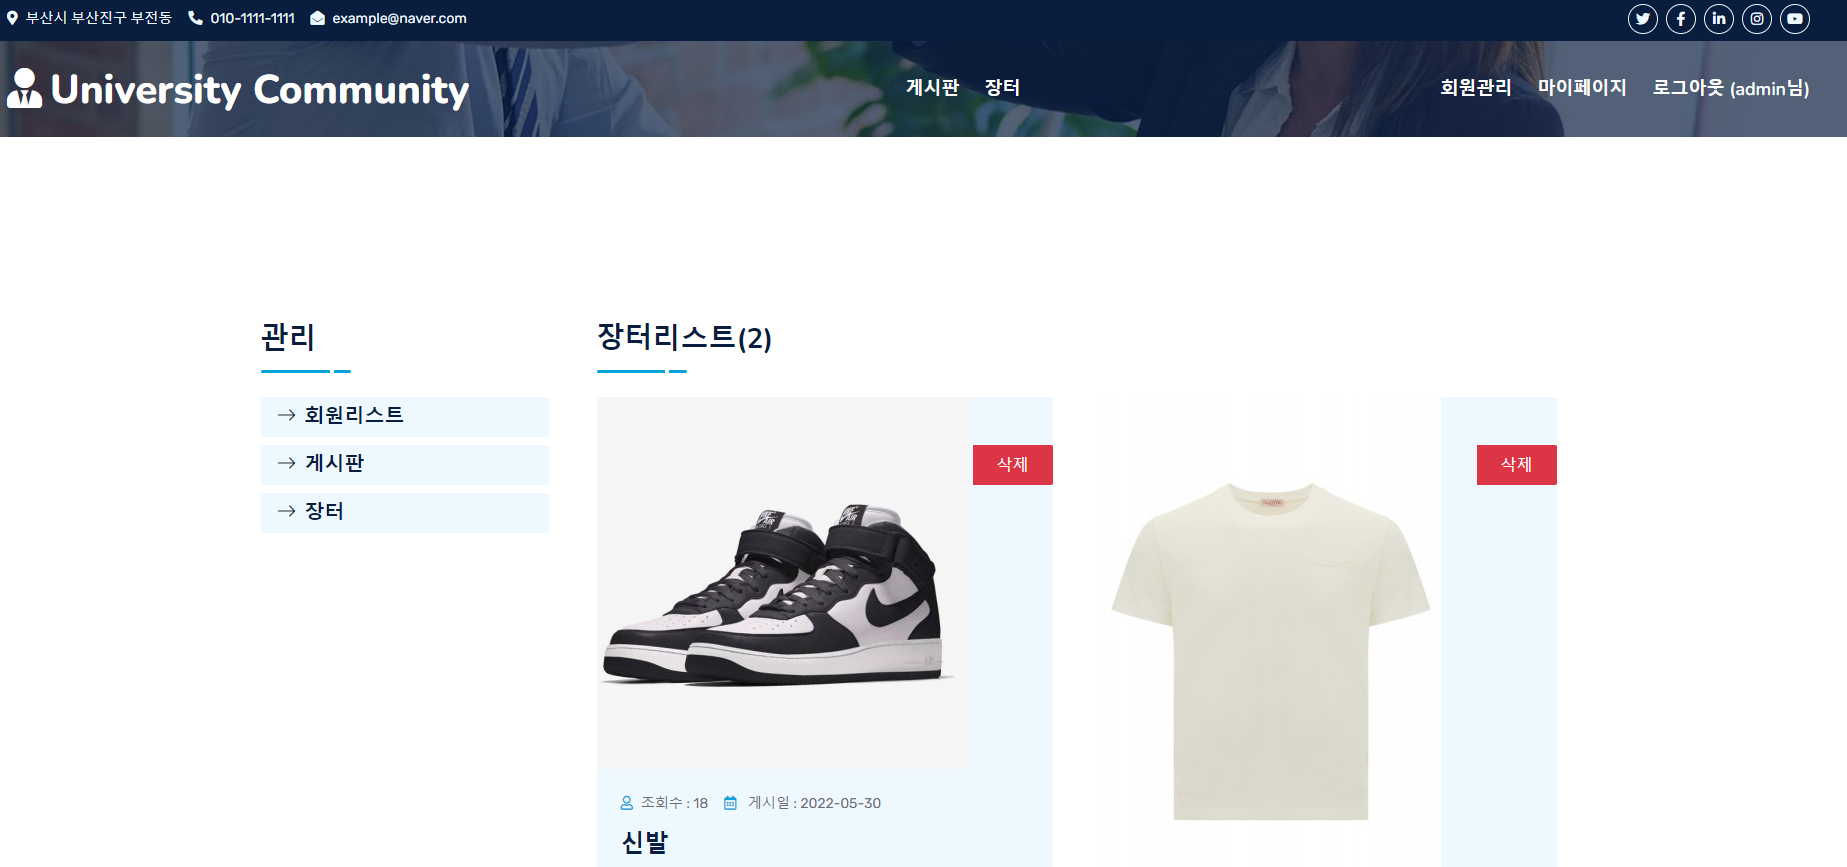 부산시 부산진구 부전동 010-1111-1111 example@naver.com
University Community
게시판 장터
회원관리 마이페이지 로그아웃 (admin님)
관리
회원리스트
게시판
장터
장터리스트(2)
삭제
조회수 : 18 게시일 : 2022-05-30
신발
삭제